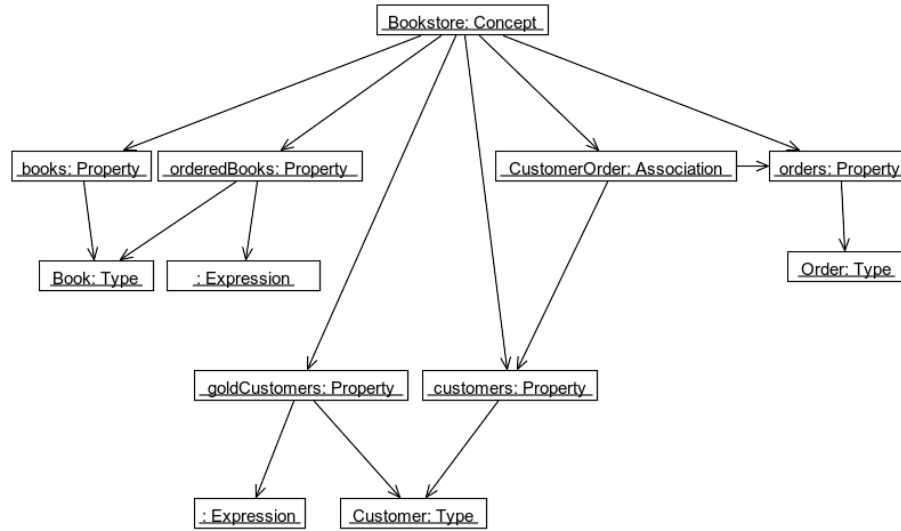 Bookstore: Concept
books: Property
orderedBooks: Property
CustomerOrder: Association
orders: Property
Book: Type
: Expression
Order: Type
goldCustomers: Property
customers: Property
: Expression
Customer: Type